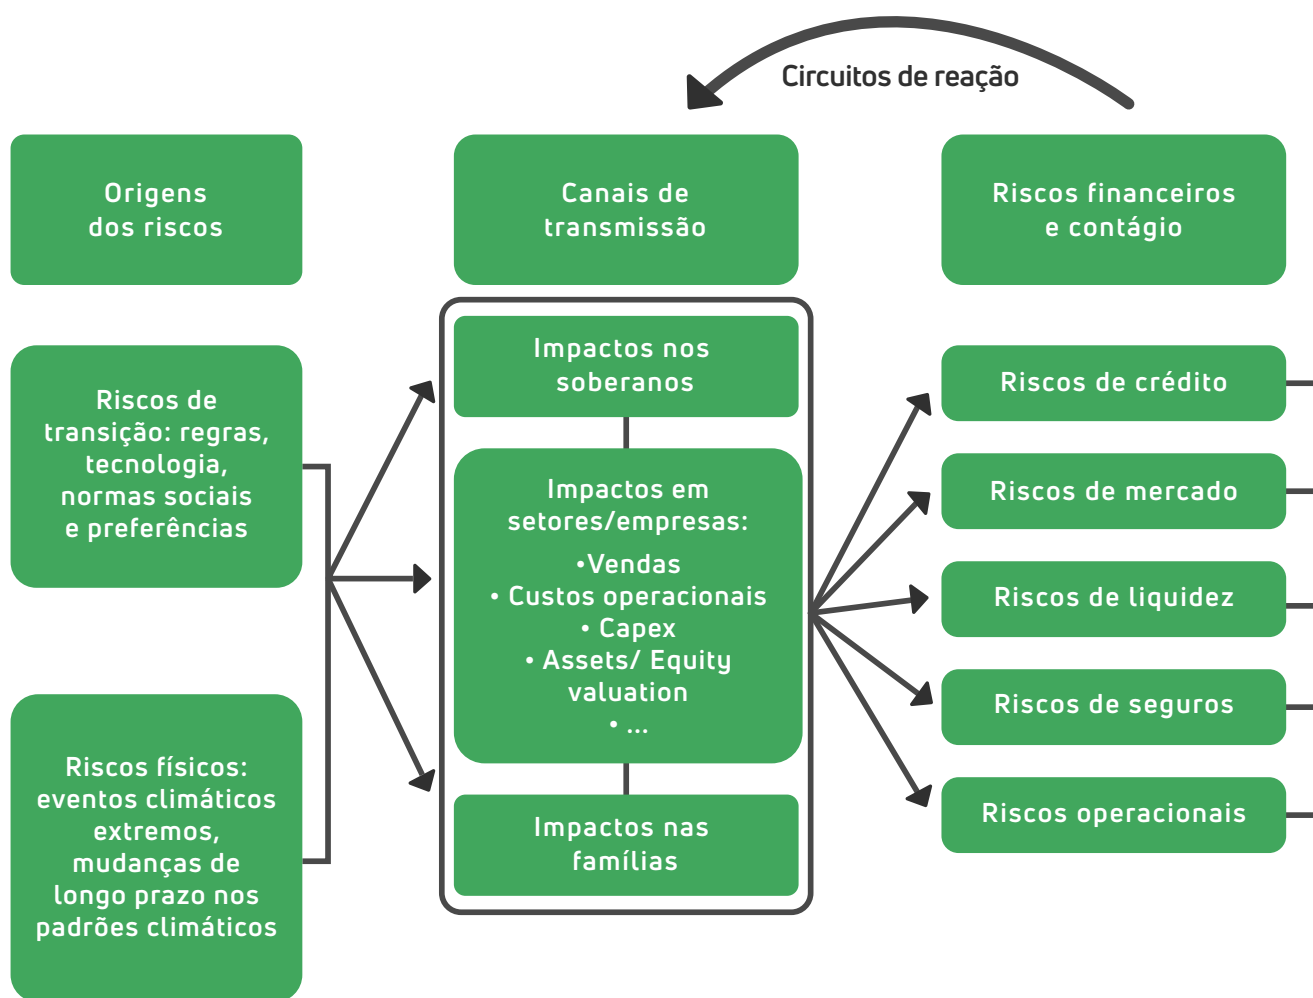 Circuitos de reação
Origens
dos riscos
Canais de
transmissão
Riscos financeiros
e contágio
Riscos de
transição: regras,
tecnologia,
normas sociais
e preferências
Riscos físicos:
eventos climáticos
extremos,
mudanças de
longo prazo nos
padrões climáticos
Impactos nos
soberanos
Impactos em
setores/empresas:
•Vendas
• Custos operacionais
• Capex
• Assets/ Equity
valuation
• ...
Impactos nas
famílias
Riscos de crédito
Riscos de mercado
Riscos de liquidez
Riscos de seguros
Riscos operacionais